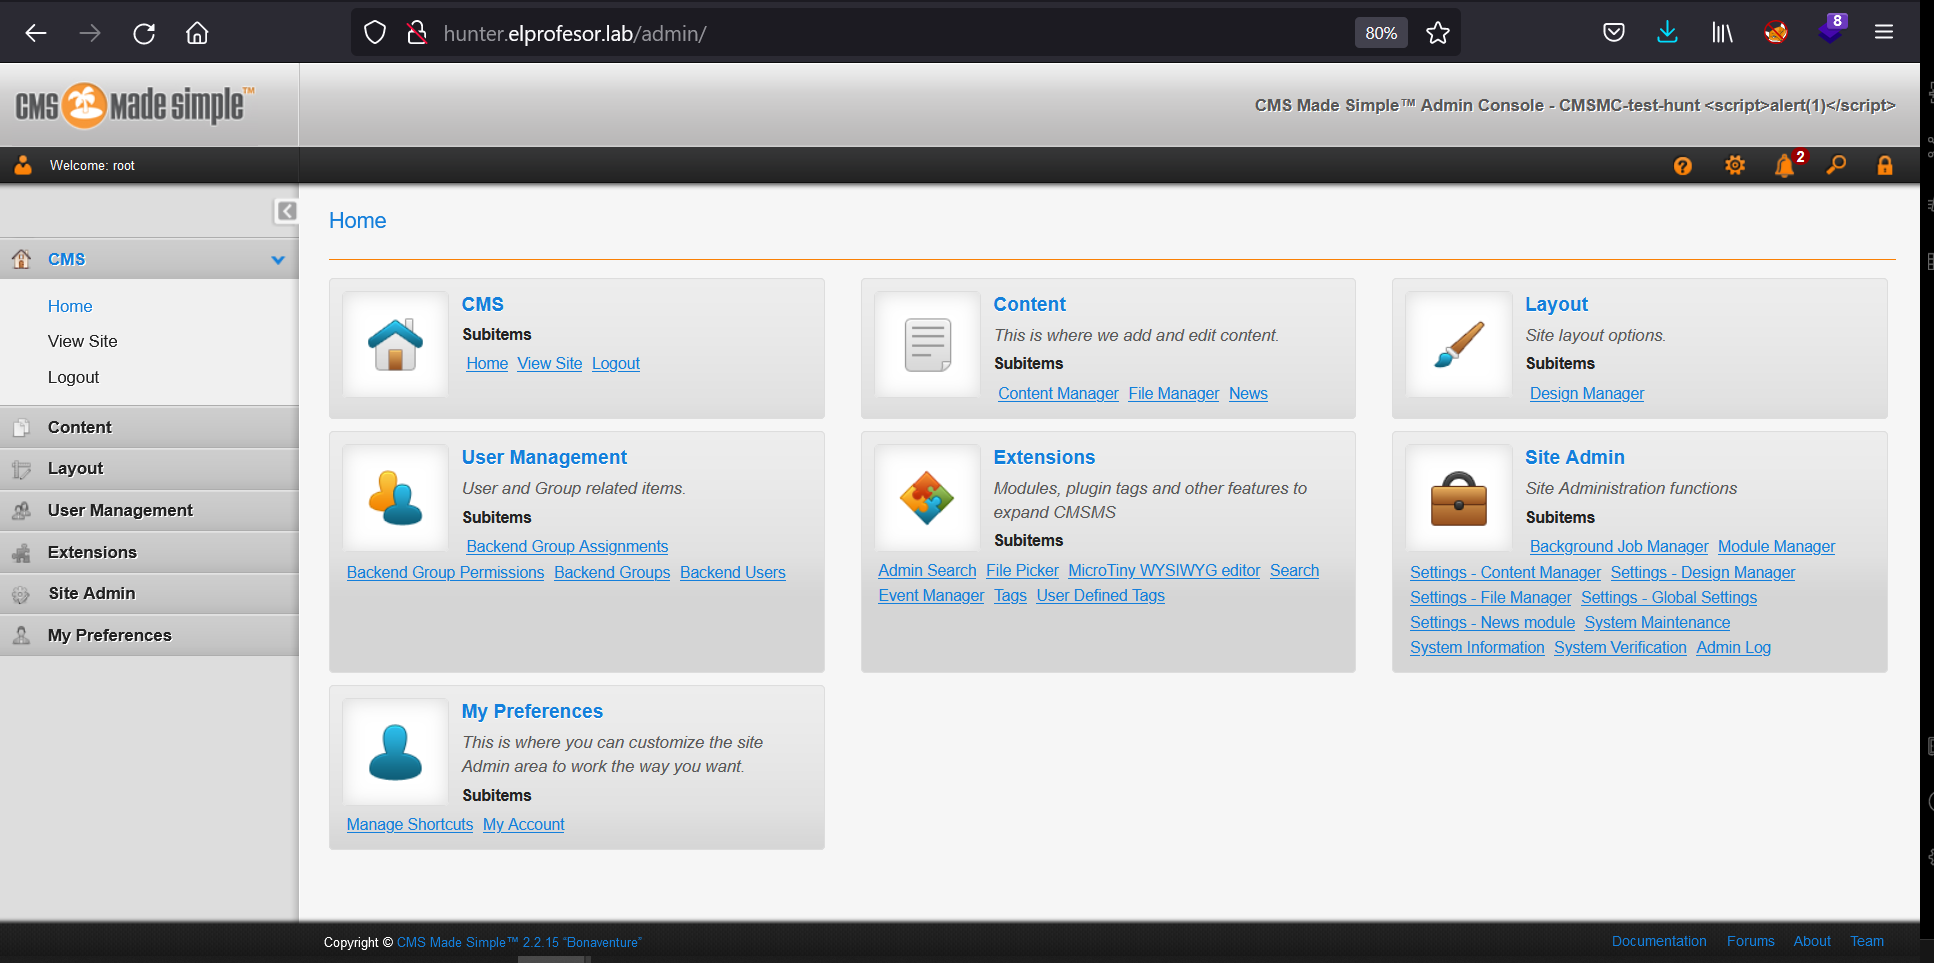 hunter.elprofesor.lab/admin/
80%
8
CMS Made Simple™
CMS Made Simple™ Admin Console - CMSMC-test-hunt <script>alert(1)</script>
Welcome: root
2
Home
CMS
Home
View Site
Logout
Content
Layout
User Management
Extensions
Site Admin
My Preferences
CMS
Subitems
Home View Site Logout
Content
This is where we add and edit content.
Subitems
Content Manager File Manager News
Layout
Site layout options.
Subitems
Design Manager
User Management
User and Group related items.
Subitems
Backend Group Assignments
Backend Group Permissions Backend Groups Backend Users
Extensions
Modules, plugin tags and other features to
expand CMSMS
Subitems
Admin Search File Picker MicroTiny WYSIWYG editor Search
Event Manager Tags User Defined Tags
Site Admin
Site Administration functions
Subitems
Background Job Manager Module Manager
Settings - Content Manager Settings - Design Manager
Settings - File Manager Settings - Global Settings
Settings - News module System Maintenance
System Information System Verification Admin Log
My Preferences
This is where you can customize the site
Admin area to work the way you want.
Subitems
Manage Shortcuts My Account
Copyright © CMS Made Simple™ 2.2.15 "Bonaventure"
Documentation Forums About Team